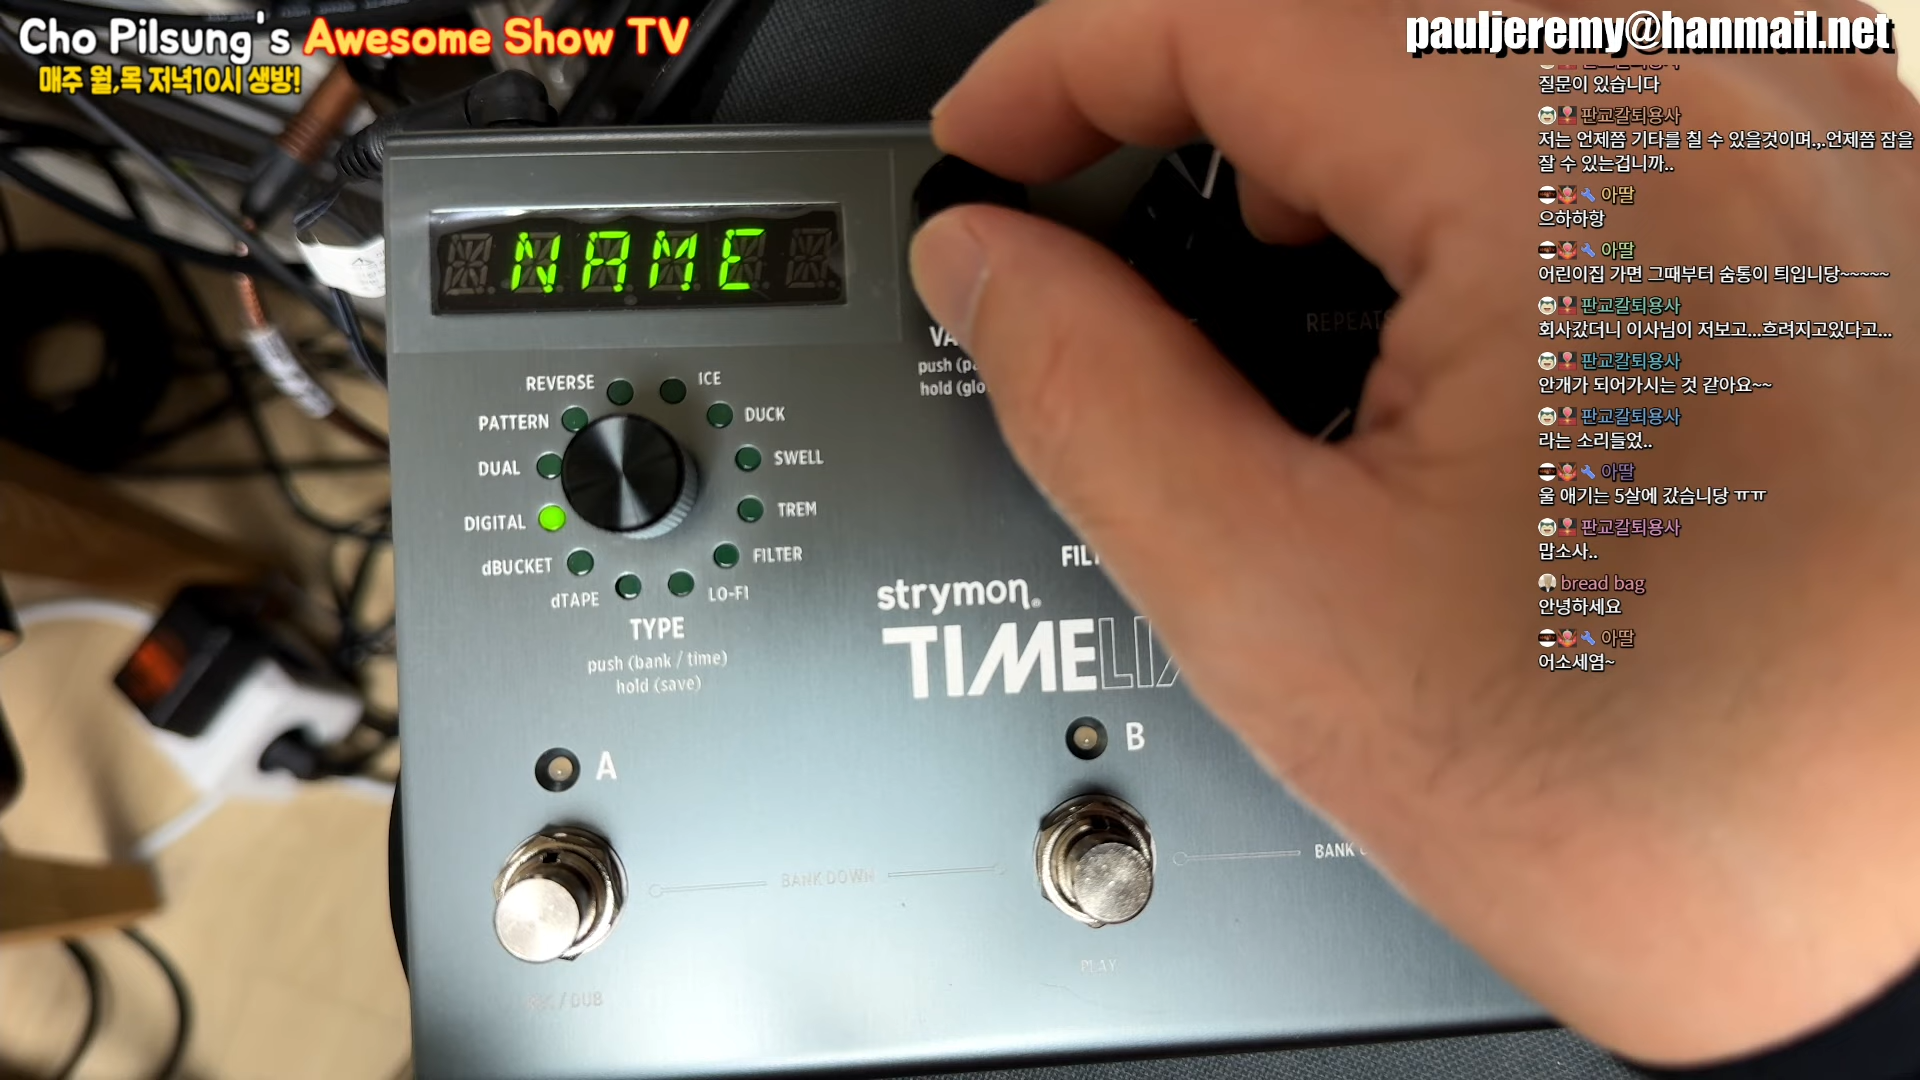 Cho Pilsung's Awesome Show TV
매주 월,목 저녁10시 생방!
pauljeremy@hanmail.net
질문이 있습니다
판교칼퇴용사
저는 언제쯤 기타를 칠 수 있을것이며.,.언제쯤 잠을
잘 수 있는겁니까..
아딸
으하하항
아딸
어린이집 가면 그때부터 숨통이 틔입니당~~~~~
판교칼퇴용사
회사갔더니 이사님이 저보고...흐려지고있다고...
판교칼퇴용사
안개가 되어가시는 것 같아요~~
판교칼퇴용사
라는 소리들었..
아딸
울 애기는 5살에 갔슴니당 ㅠㅠ
판교칼퇴용사
맙소사..
bread bag
안녕하세요
아딸
어소세염~
NAME
REPEATS
push
hold
REVERSE
ICE
PATTERN
DUCK
DUAL
SWELL
DIGITAL
TREM
dBUCKET
FILTER
dTAPE
LO-FI
TYPE
push (bank / time)
hold (save)
strymon®
TIME
A
B
BANK DOWN
BANK
PLAY
/ DUB